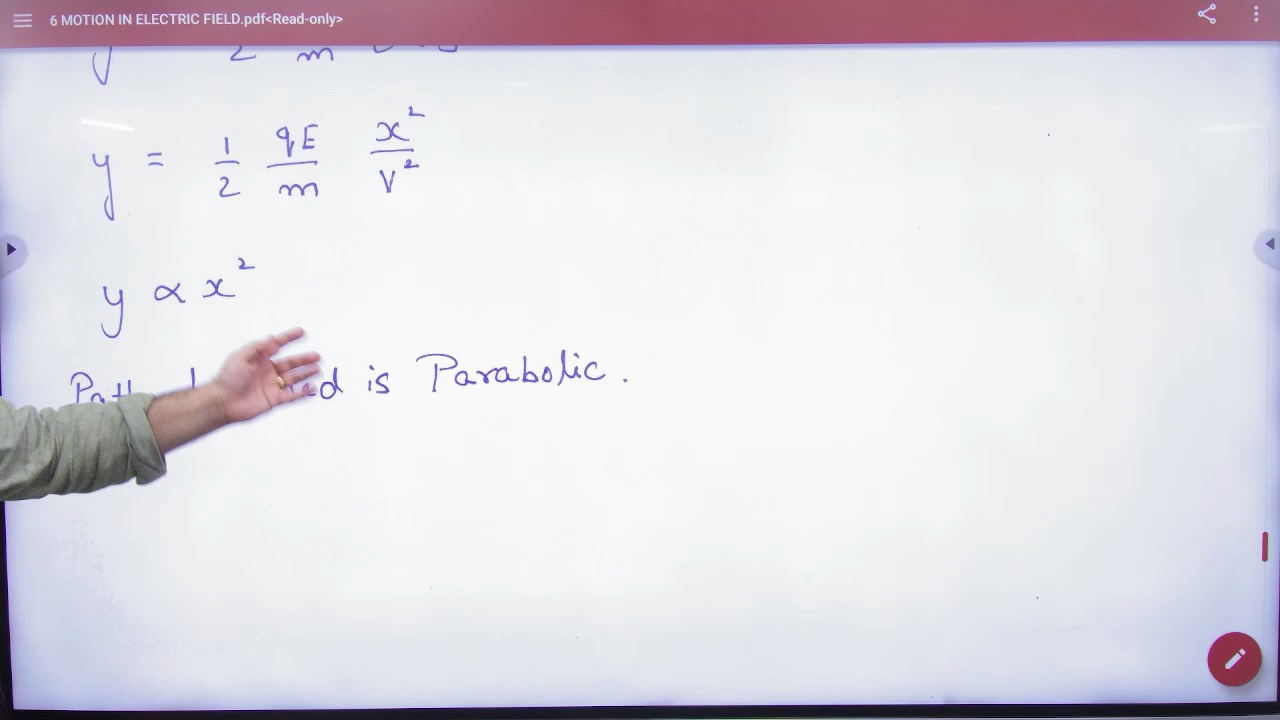 6 MOTION IN ELECTRIC FIELD.pdf<Read-only>
y = 1/2 qE/m x²/v²
y ∝ x²
is Parabolic.